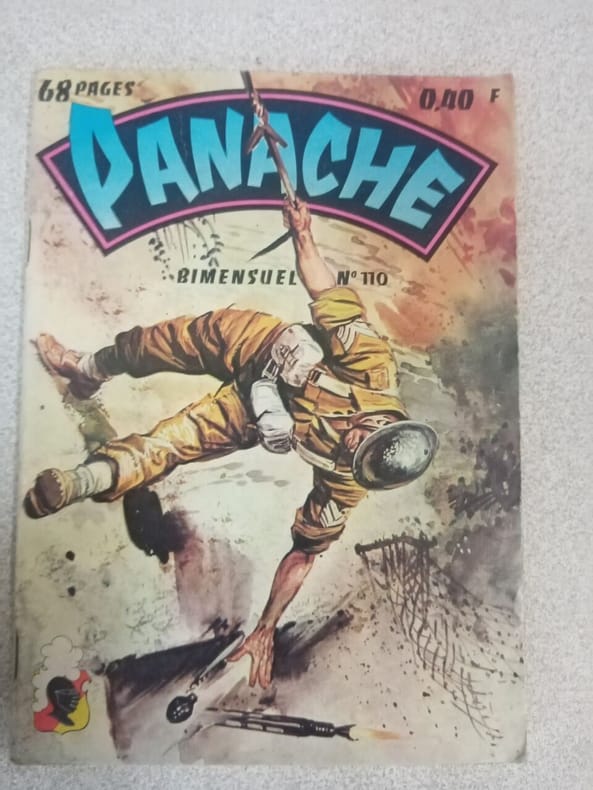 68 PAGES
0,40 F
PANACHE
BIMENSUEL N° 110